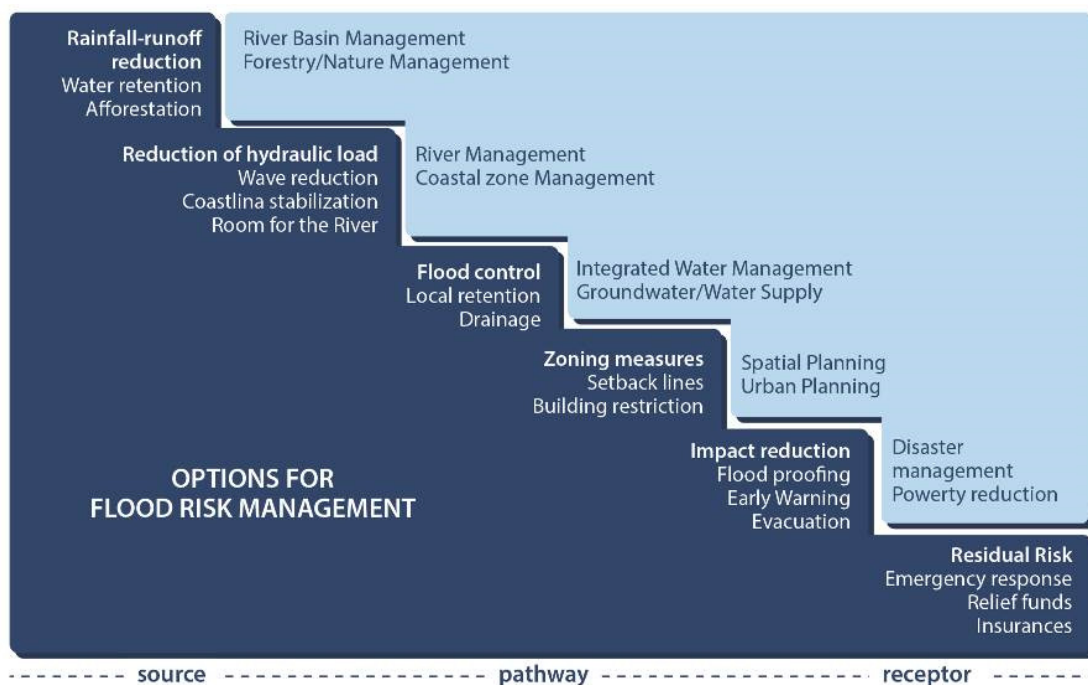 Rainfall-runoff
reduction
Water retention
Afforestation
River Basin Management
Forestry/Nature Management
Reduction of hydraulic load
Wave reduction
Coastlina stabilization
Room for the River
River Management
Coastal zone Management
Flood control
Local retention
Drainage
Integrated Water Management
Groundwater/Water Supply
Zoning measures
Setback lines
Building restriction
Spatial Planning
Urban Planning
Impact reduction
Flood proofing
Early Warning
Evacuation
Disaster
management
Powerty reduction
OPTIONS FOR
FLOOD RISK MANAGEMENT
Residual Risk
Emergency response
Relief funds
Insurances
source pathway receptor